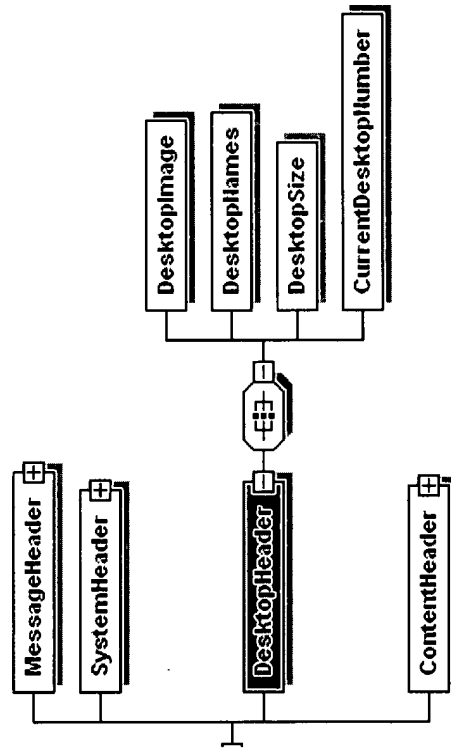 MessageHeader
SystemHeader
DesktopHeader
DesktopImage
DesktopNames
DesktopSize
CurrentDesktopNumber
ContentHeader